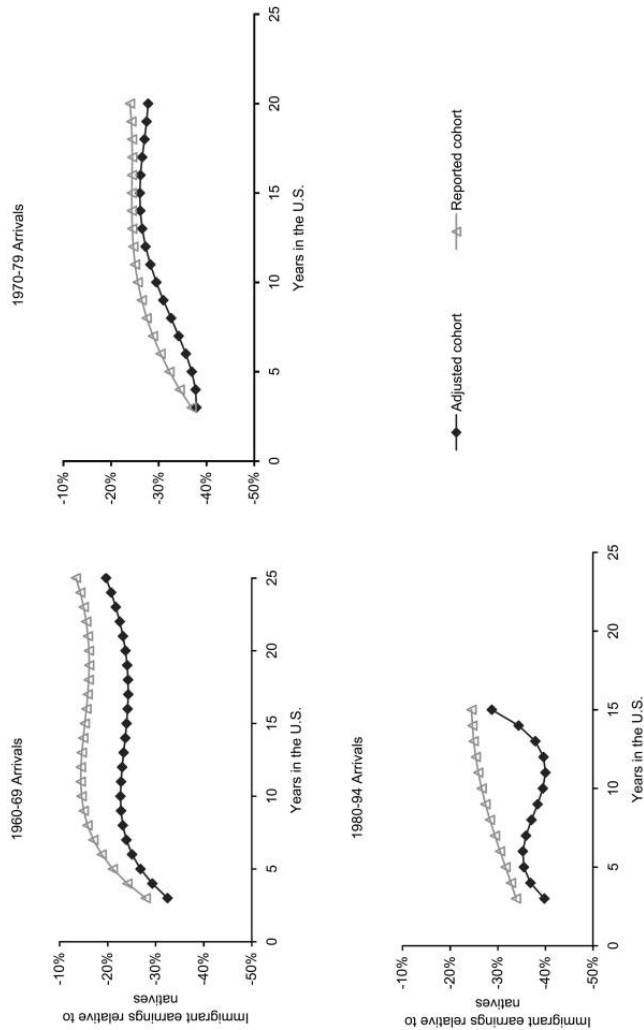 1960-69 Arrivals
Immigrant earnings relative to
natives
-10%
-20%
-30%
-40%
-50%
0
5
10
15
20
25
Years in the U.S.
1970-79 Arrivals
-10%
-20%
-30%
-40%
-50%
0
5
10
15
20
25
Years in the U.S.
1980-94 Arrivals
Immigrant earnings relative to
natives
-10%
-20%
-30%
-40%
-50%
0
5
10
15
20
25
Years in the U.S.
Adjusted cohort
Reported cohort